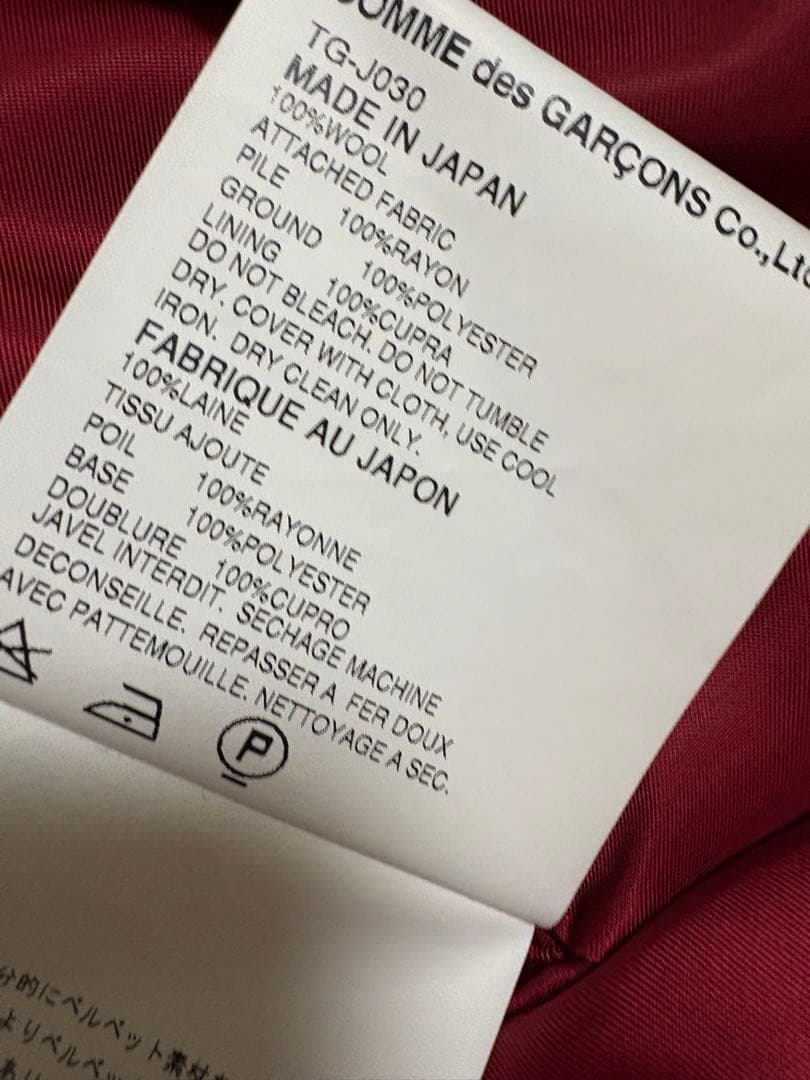 COMME des GARÇONS Co.,Ltd
TG-J030
MADE IN JAPAN
100%WOOL
ATTACHED FABRIC
PILE 100%RAYON
GROUND 100%POLYESTER
LINING 100%CUPRA
DO NOT BLEACH. DO NOT TUMBLE
DRY. COVER WITH CLOTH, USE COOL
IRON. DRY CLEAN ONLY.
FABRIQUE AU JAPON
100%LAINE
TISSU AJOUTE
POIL 100%RAYONNE
BASE 100%POLYESTER
DOUBLURE 100%CUPRO
JAVEL INTERDIT. SECHAGE MACHINE
DECONSEILLE. REPASSER A FER DOUX
AVEC PATTEMOUILLE. NETTOYAGE A SEC.
P
分的にベルベット素材
よりベルベッ